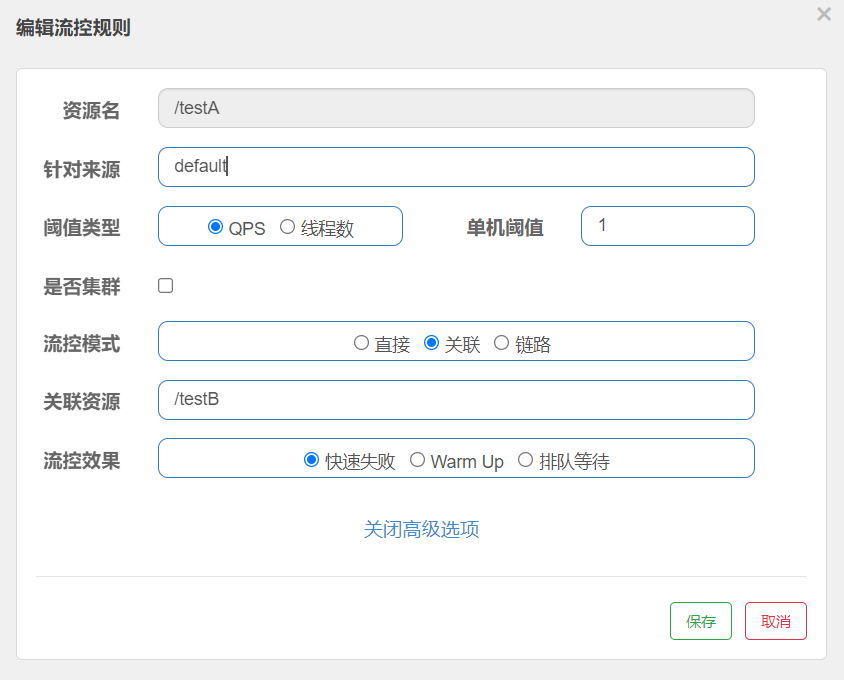 编辑流控规则
×
资源名 /testA
针对来源 default
阈值类型 QPS 线程数 单机阈值 1
是否集群
流控模式 直接 关联 链路
关联资源 /testB
流控效果 快速失败 Warm Up 排队等待
关闭高级选项
保存 取消